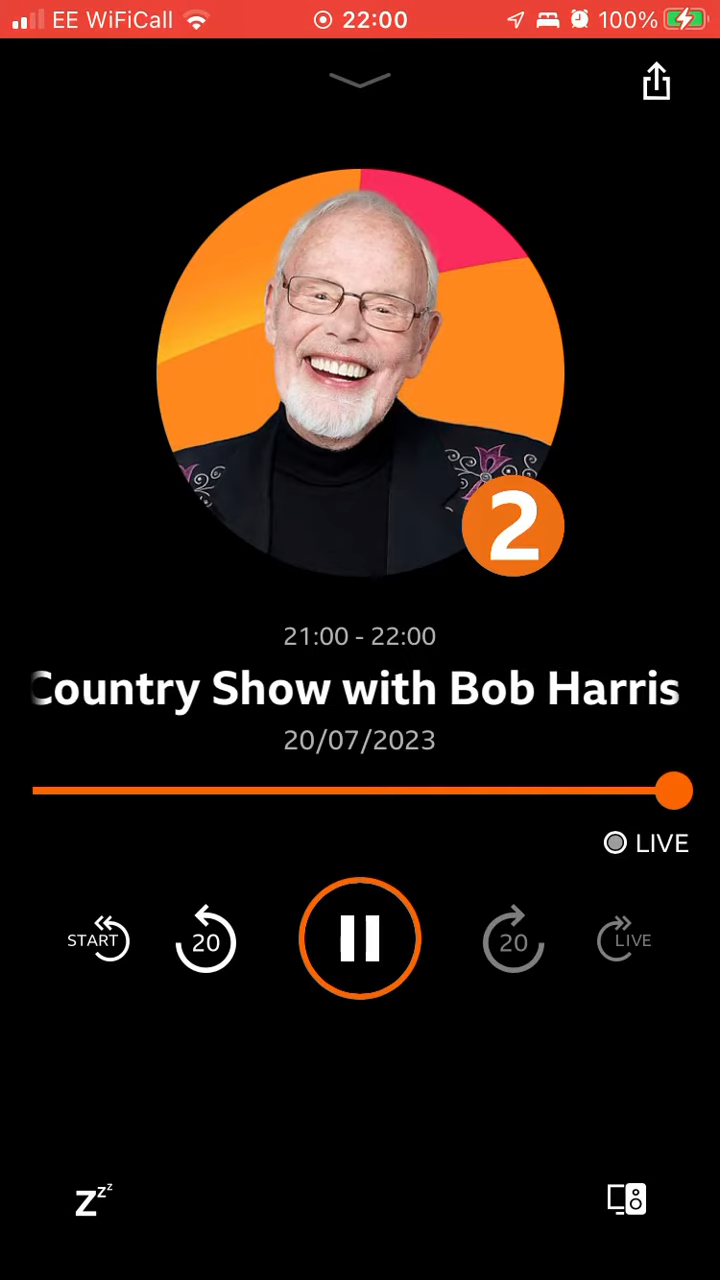 EE WiFiCall 22:00 100%
2
21:00 - 22:00
Country Show with Bob Harris
20/07/2023
LIVE
START 20 20 LIVE
Zzz